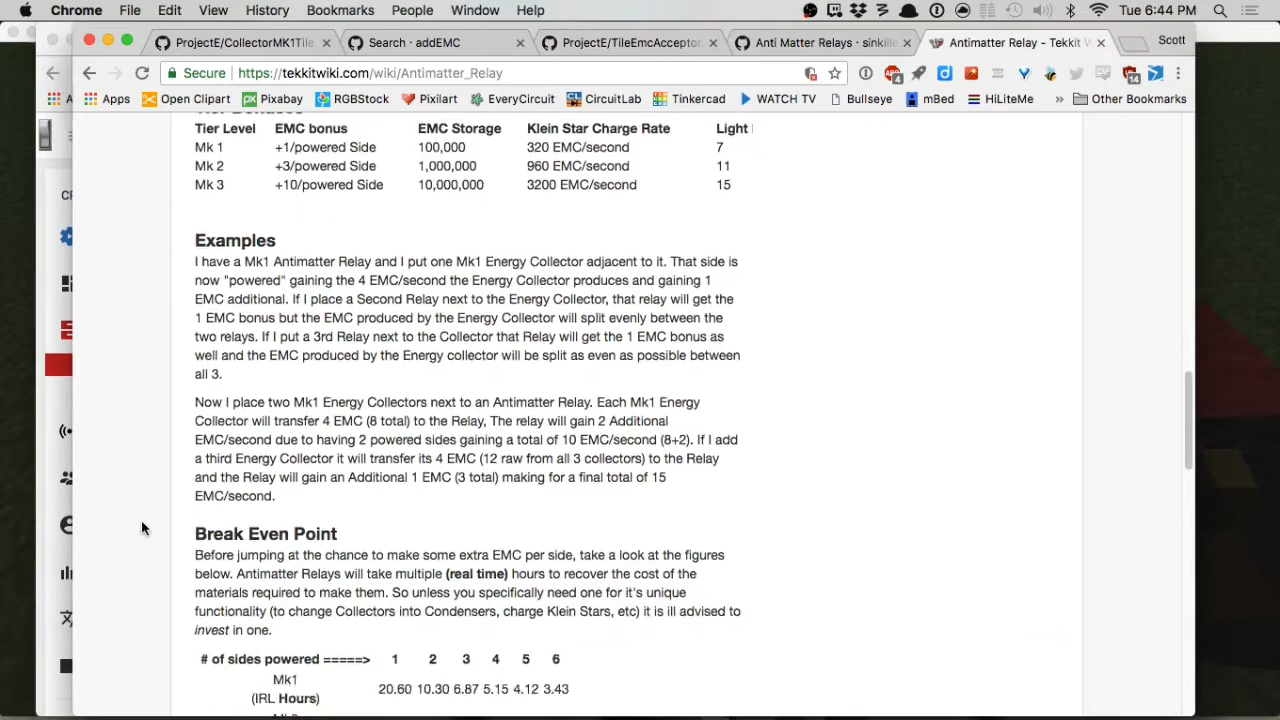 Chrome File Edit View History Bookmarks People Window Help Tue 6:44 PM
ProjectE/CollectorMK1Tile × Search · addEMC × ProjectE/TileEmcAcceptor. × Anti Matter Relays - sinkillie × Antimatter Relay - Tekkit W × Scott
Secure https://tekkitwiki.com/wiki/Antimatter_Relay 4 14
Apps Open Clipart Pixabay RGBStock Pixilart EveryCircuit CircuitLab Tinkercad WATCH TV Bullseye mBed HiLiteMe » Other Bookmarks
Tier Level EMC bonus EMC Storage Klein Star Charge Rate Light
Mk 1 +1/powered Side 100,000 320 EMC/second 7
Mk 2 +3/powered Side 1,000,000 960 EMC/second 11
Mk 3 +10/powered Side 10,000,000 3200 EMC/second 15
Examples
I have a Mk1 Antimatter Relay and I put one Mk1 Energy Collector adjacent to it. That side is
now "powered" gaining the 4 EMC/second the Energy Collector produces and gaining 1
EMC additional. If I place a Second Relay next to the Energy Collector, that relay will get the
1 EMC bonus but the EMC produced by the Energy Collector will split evenly between the
two relays. If I put a 3rd Relay next to the Collector that Relay will get the 1 EMC bonus as
well and the EMC produced by the Energy collector will be split as even as possible between
all 3.
Now I place two Mk1 Energy Collectors next to an Antimatter Relay. Each Mk1 Energy
Collector will transfer 4 EMC (8 total) to the Relay, The relay will gain 2 Additional
EMC/second due to having 2 powered sides gaining a total of 10 EMC/second (8+2). If I add
a third Energy Collector it will transfer its 4 EMC (12 raw from all 3 collectors) to the Relay
and the Relay will gain an Additional 1 EMC (3 total) making for a final total of 15
EMC/second.
Break Even Point
Before jumping at the chance to make some extra EMC per side, take a look at the figures
below. Antimatter Relays will take multiple (real time) hours to recover the cost of the
materials required to make them. So unless you specifically need one for it's unique
functionality (to change Collectors into Condensers, charge Klein Stars, etc) it is ill advised to
invest in one.
# of sides powered =====> 1 2 3 4 5 6
Mk1
(IRL Hours) 20.60 10.30 6.87 5.15 4.12 3.43